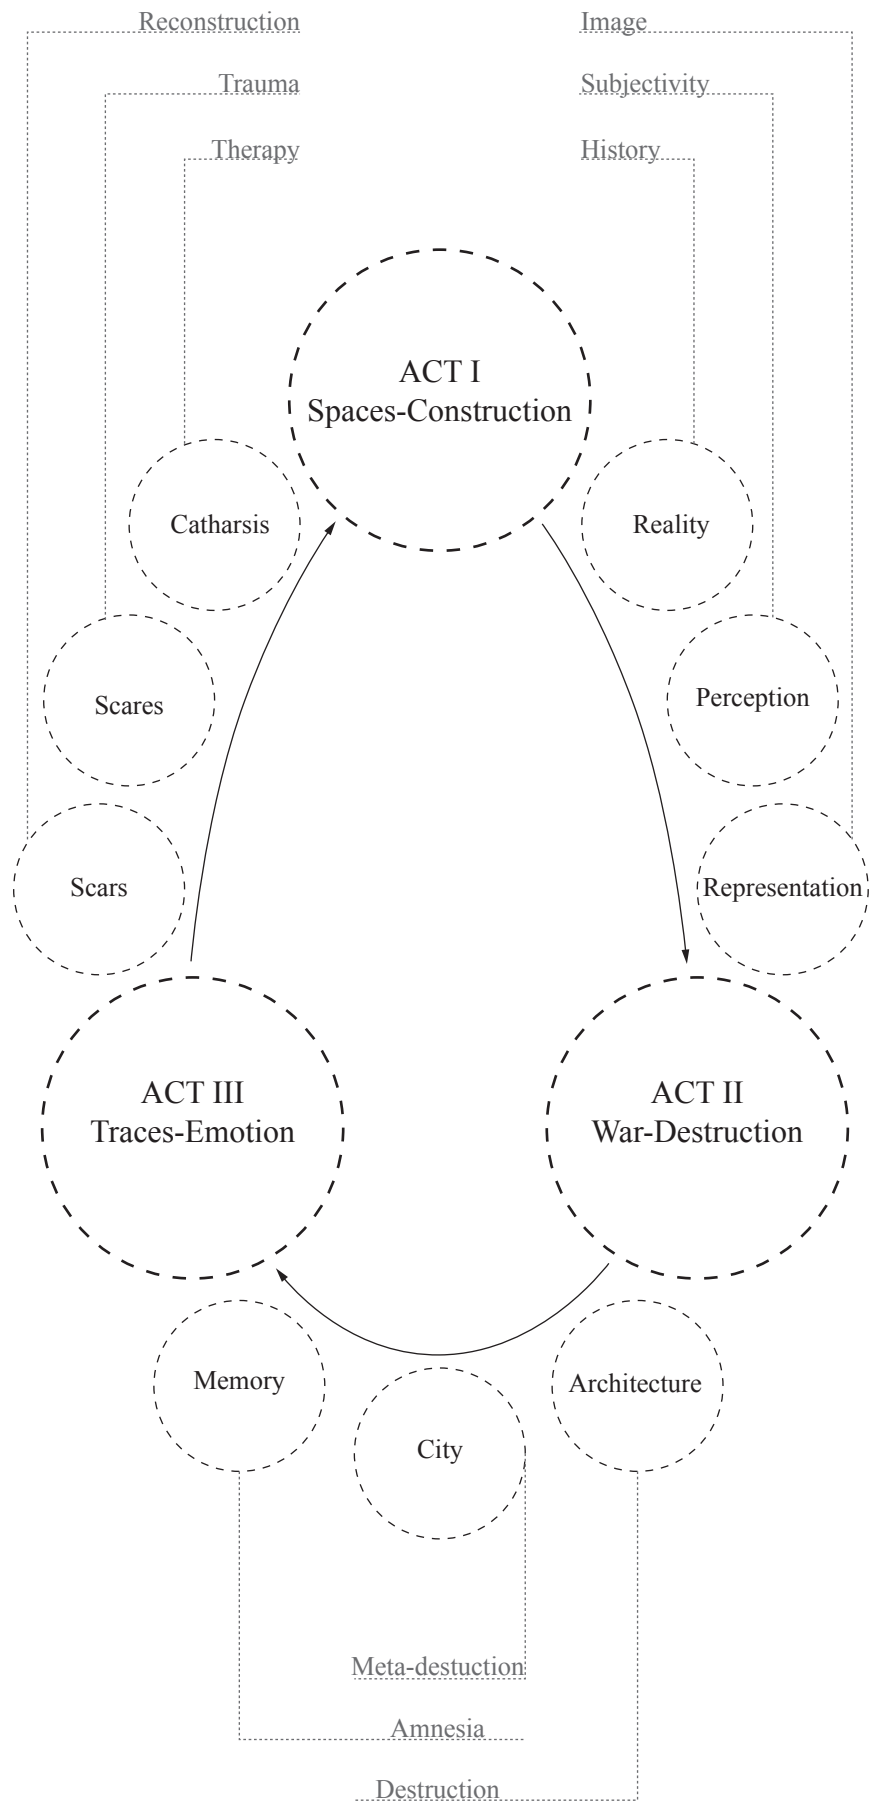 Reconstruction
Image
Trauma
Subjectivity
Therapy
History
ACT I
Spaces-Construction
Catharsis
Reality
Scares
Perception
Scars
Representation
ACT III
Traces-Emotion
ACT II
War-Destruction
Memory
Architecture
City
Meta-destuction
Amnesia
Destruction